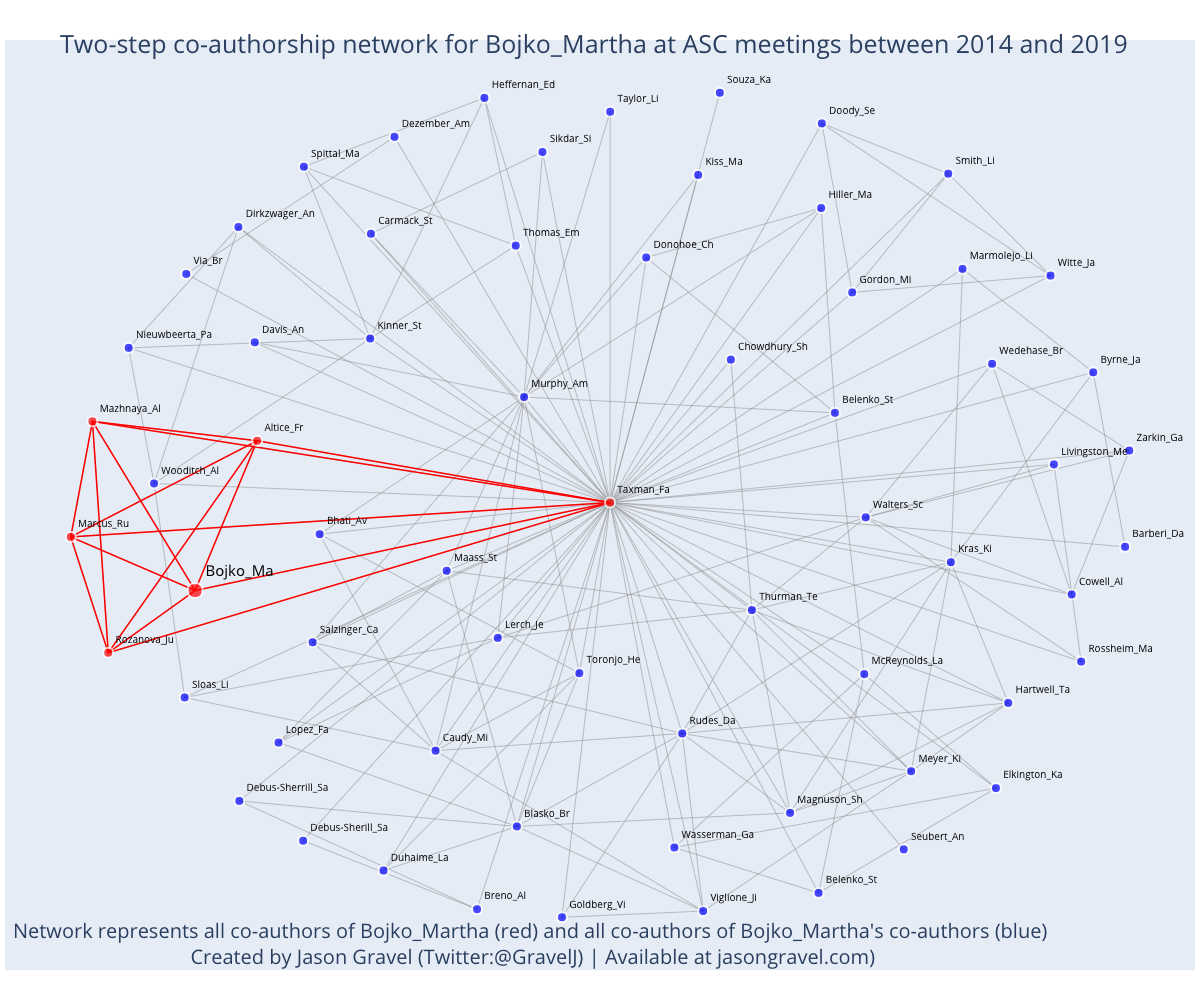 Two-step co-authorship network for Bojko_Martha at ASC meetings between 2014 and 2019
Souza_Ka
Heffernan_Ed
Taylor_Li
Doody_Se
Dezember_Am
Sikdar_Si
Spittal_Ma
Kiss_Ma
Smith_Li
Hiller_Ma
Dirkzwager_An
Carmack_St
Thomas_Em
Donohoe_Ch
Marmolejo_Li
Via_Br
Gordon_Mi
Witte_Ja
Nieuwbeerta_Pa
Davis_An
Kinner_St
Chowdhury_Sh
Wedehase_Br
Byrne_Ja
Murphy_Am
Belenko_St
Mazhnaya_Al
Altice_Fr
Zarkin_Ga
Livingston_Me
Wooditch_Al
Taxman_Fa
Walters_Sc
Marcus_Ru
Bhati_Av
Barberi_Da
Kras_Ki
Maass_St
Bojko_Ma
Cowell_Al
Thurman_Te
Lerch_Je
Salzinger_Ca
Rozanova_Ju
Rossheim_Ma
Toronjo_He
McReynolds_La
Sloas_Li
Hartwell_Ta
Rudes_Da
Lopez_Fa
Caudy_Mi
Meyer_Ki
Elkington_Ka
Debus-Sherrill_Sa
Magnuson_Sh
Blasko_Br
Debus-Sherill_Sa
Wasserman_Ga
Seubert_An
Duhaime_La
Belenko_St
Breno_Al
Goldberg_Vi
Viglione_Ji
Network represents all co-authors of Bojko_Martha (red) and all co-authors of Bojko_Martha's co-authors (blue)
Created by Jason Gravel (Twitter:@GravelJ) | Available at jasongravel.com)